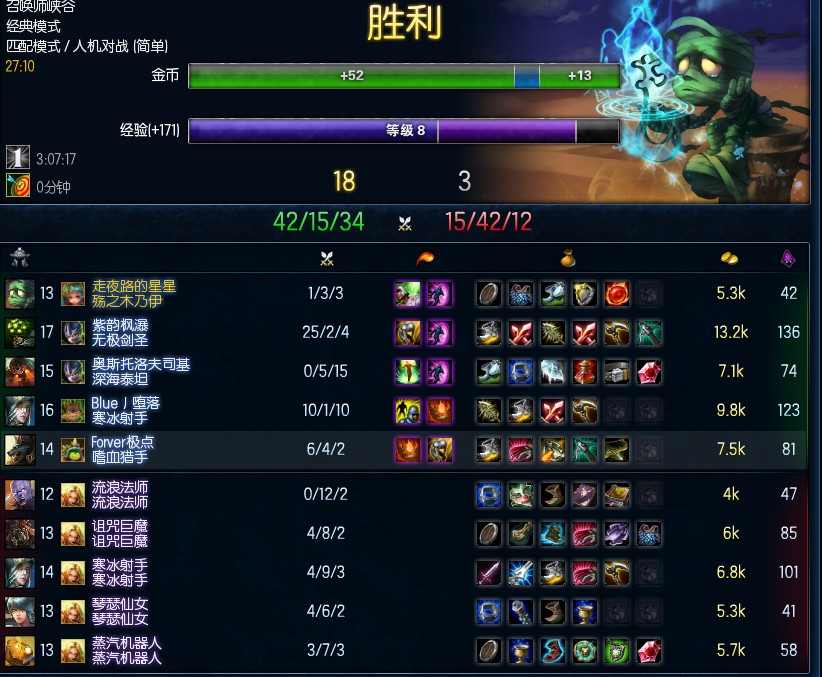 召唤师峡谷
经典模式
匹配模式 / 人机对战 (简单)
27:10
胜利
金币 +52 +13
经验(+171) 等级 8
1 3:07:17
0分钟
18 3
42/15/34 15/42/12
13 走夜路的星星 1/3/3 5.3k 42
殇之木乃伊
17 紫韵枫瀑 25/2/4 13.2k 136
无极剑圣
15 奥斯托洛夫司基 0/5/15 7.1k 74
深海泰坦
16 Blue丿堕落 10/1/10 9.8k 123
寒冰射手
14 Forver极点 6/4/2 7.5k 81
嗜血猎手
12 流浪法师 0/12/2 4k 47
流浪法师
13 诅咒巨魔 4/8/2 6k 85
诅咒巨魔
14 寒冰射手 4/9/3 6.8k 101
寒冰射手
13 琴瑟仙女 4/6/2 5.3k 41
琴瑟仙女
13 蒸汽机器人 3/7/3 5.7k 58
蒸汽机器人